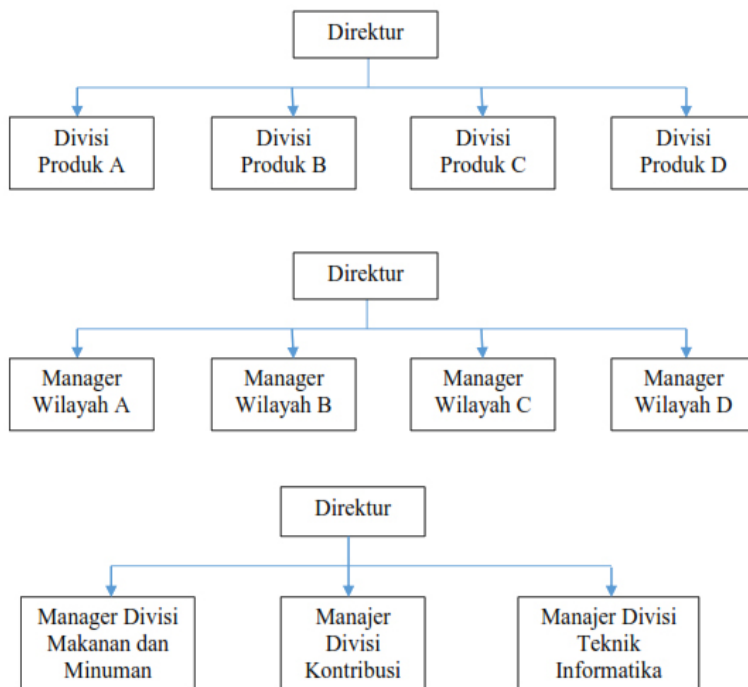 Direktur
Divisi
Produk A
Divisi
Produk B
Divisi
Produk C
Divisi
Produk D
Direktur
Manager
Wilayah A
Manager
Wilayah B
Manager
Wilayah C
Manager
Wilayah D
Direktur
Manager Divisi
Makanan dan
Minuman
Manajer
Divisi
Kontribusi
Manajer Divisi
Teknik
Informatika